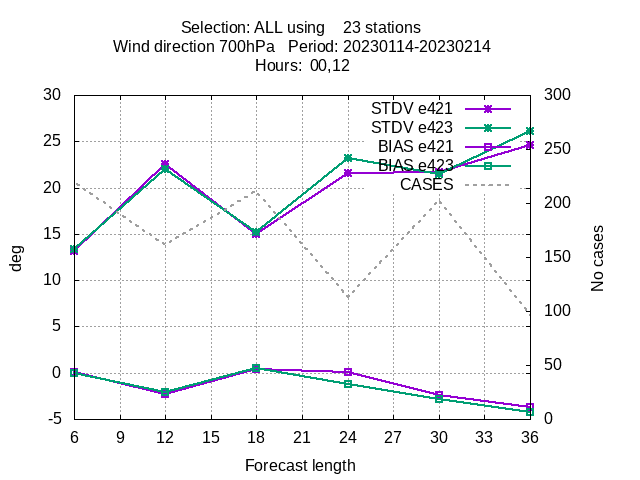 Selection: ALL using 23 stations
Wind direction 700hPa Period: 20230114-20230214
Hours: 00,12
30
25
20
15
10
5
0
-5
deg
STDV e421
STDV e423
BIAS e421
BIAS e423
CASES
300
250
200
150
100
50
0
No cases
6 9 12 15 18 21 24 27 30 33 36
Forecast length